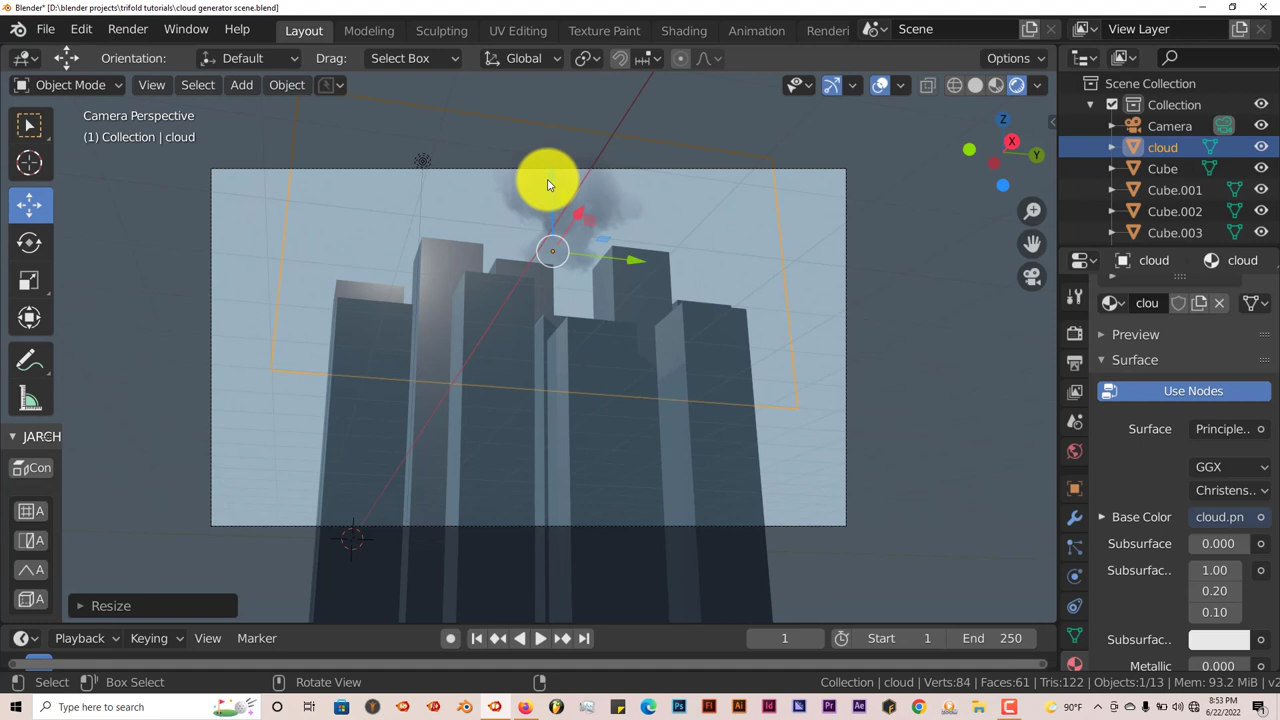 Blender* [D:\blender projects\trifold tutorials\cloud generator scene.blend]
File Edit Render Window Help Layout Modeling Sculpting UV Editing Texture Paint Shading Animation Renderi Scene View Layer
Orientation: Default Drag: Select Box Global Options
Object Mode View Select Add Object
Camera Perspective
(1) Collection | cloud
Z
X
Y
Scene Collection
Collection
Camera
cloud
Cube
Cube.001
Cube.002
Cube.003
cloud cloud
clou
Preview
Surface
Use Nodes
Surface Principle..
GGX
Christens..
Base Color cloud.pn
Subsurface 0.000
Subsurfac.. 1.00
0.20
0.10
Subsurfac..
Metallic 0.000
JARCH
Con
A
A
A
A
Resize
Playback Keying View Marker 1 Start 1 End 250
Select Box Select Rotate View Collection | cloud | Verts:84 | Faces:61 | Tris:122 | Objects:1/13 | Mem: 93.2 MiB | v2
Type here to search 90°F 8:53 PM
6/22/2022